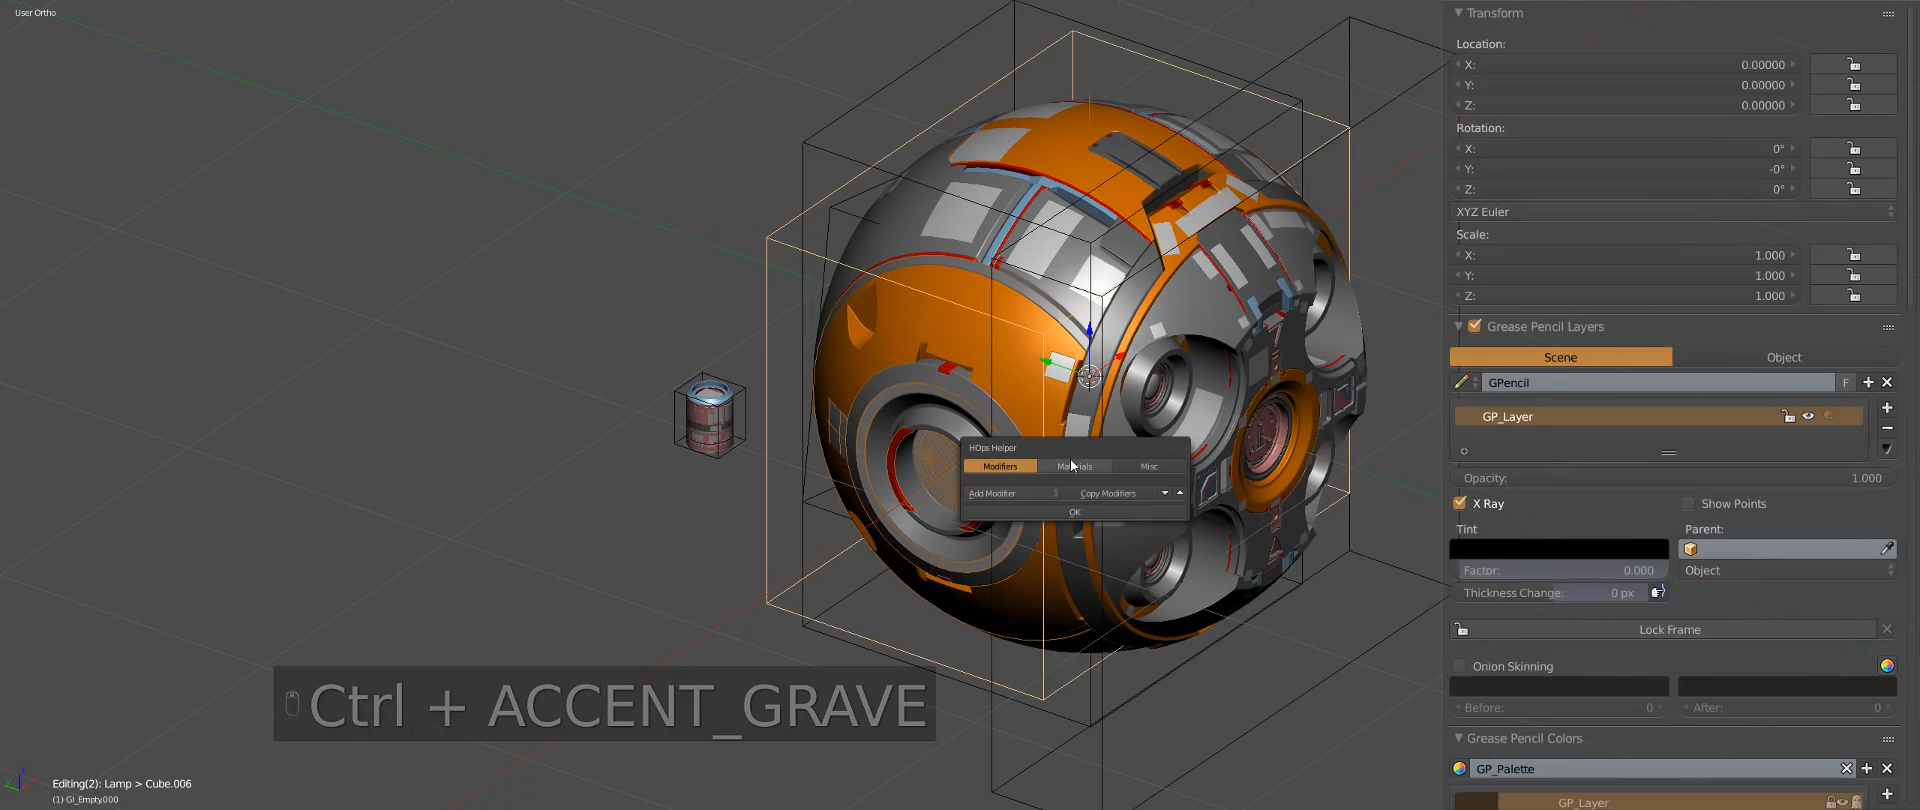 User Ortho
Transform
Location:
X: 0.00000
Y: 0.00000
Z: 0.00000
Rotation:
X: 0°
Y: -0°
Z: 0°
XYZ Euler
Scale:
X: 1.000
Y: 1.000
Z: 1.000
Grease Pencil Layers
Scene Object
GPencil F
GP_Layer
Opacity: 1.000
X Ray Show Points
Tint Parent:
Factor: 0.000 Object
Thickness Change: 0 px
Lock Frame
Onion Skinning
Before: 0 After: 0
Grease Pencil Colors
GP_Palette
GP_Layer
HOps Helper
Modifiers Misc
Add Modifier Copy Modifiers
OK
Ctrl + ACCENT_GRAVE
Editing(2): Lamp > Cube.006
(1) GI_Empty.000